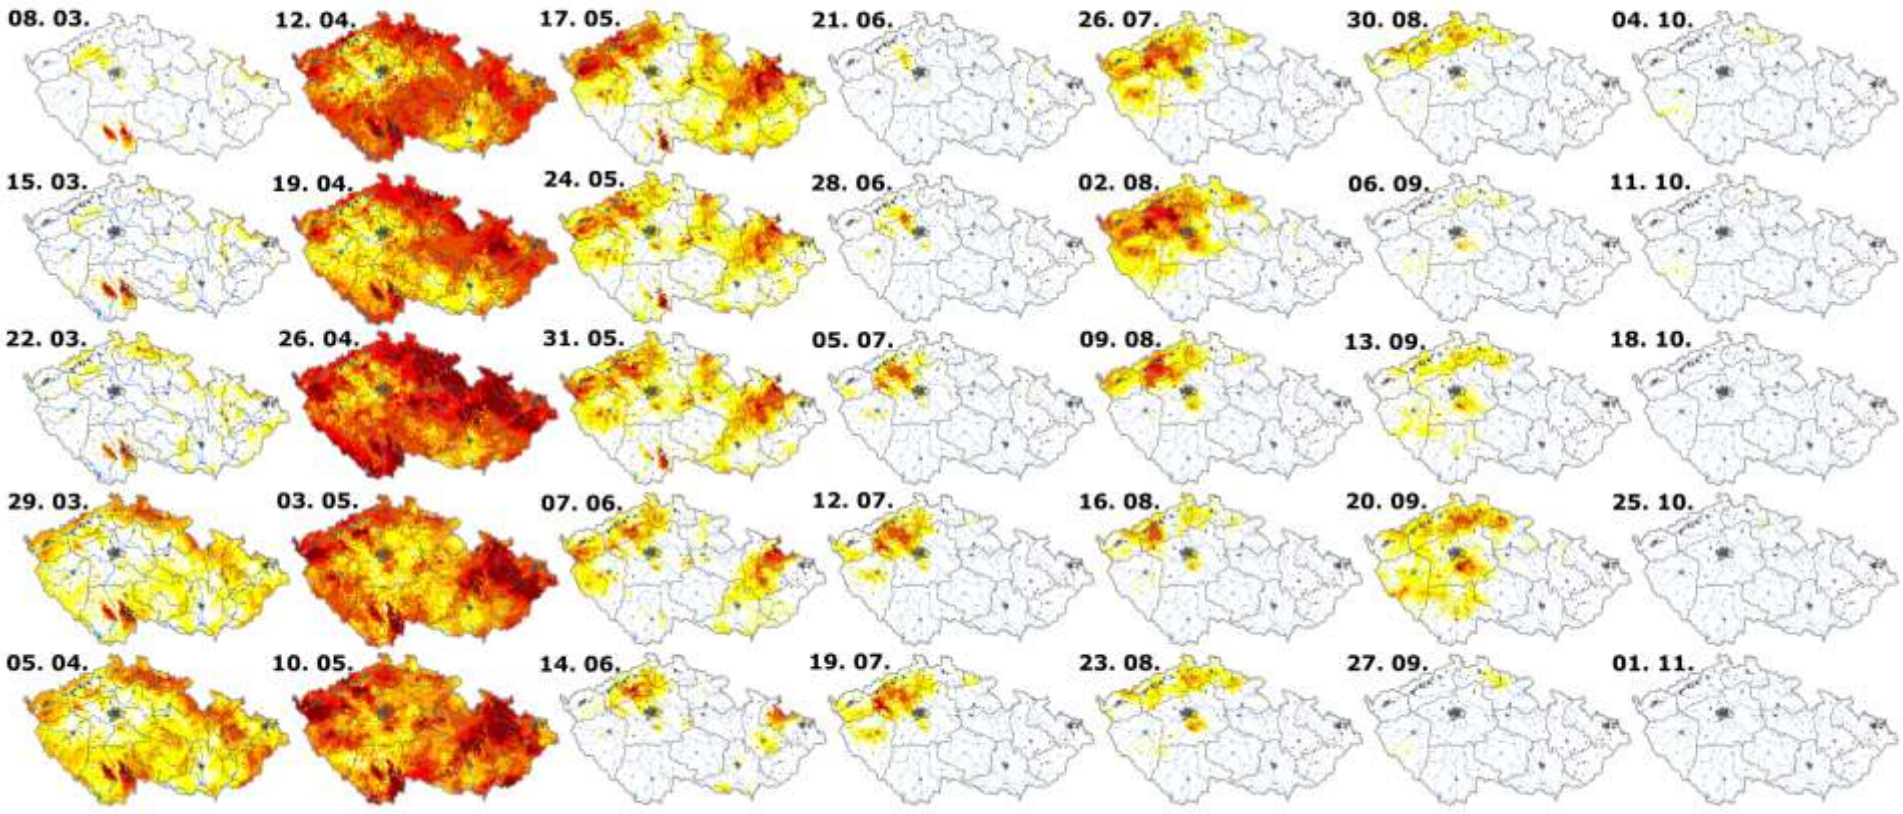 08. 03. 12. 04. 17. 05. 21. 06. 26. 07. 30. 08. 04. 10.
15. 03. 19. 04. 24. 05. 28. 06. 02. 08. 06. 09. 11. 10.
22. 03. 26. 04. 31. 05. 05. 07. 09. 08. 13. 09. 18. 10.
29. 03. 03. 05. 07. 06. 12. 07. 16. 08. 20. 09. 25. 10.
05. 04. 10. 05. 14. 06. 19. 07. 23. 08. 27. 09. 01. 11.